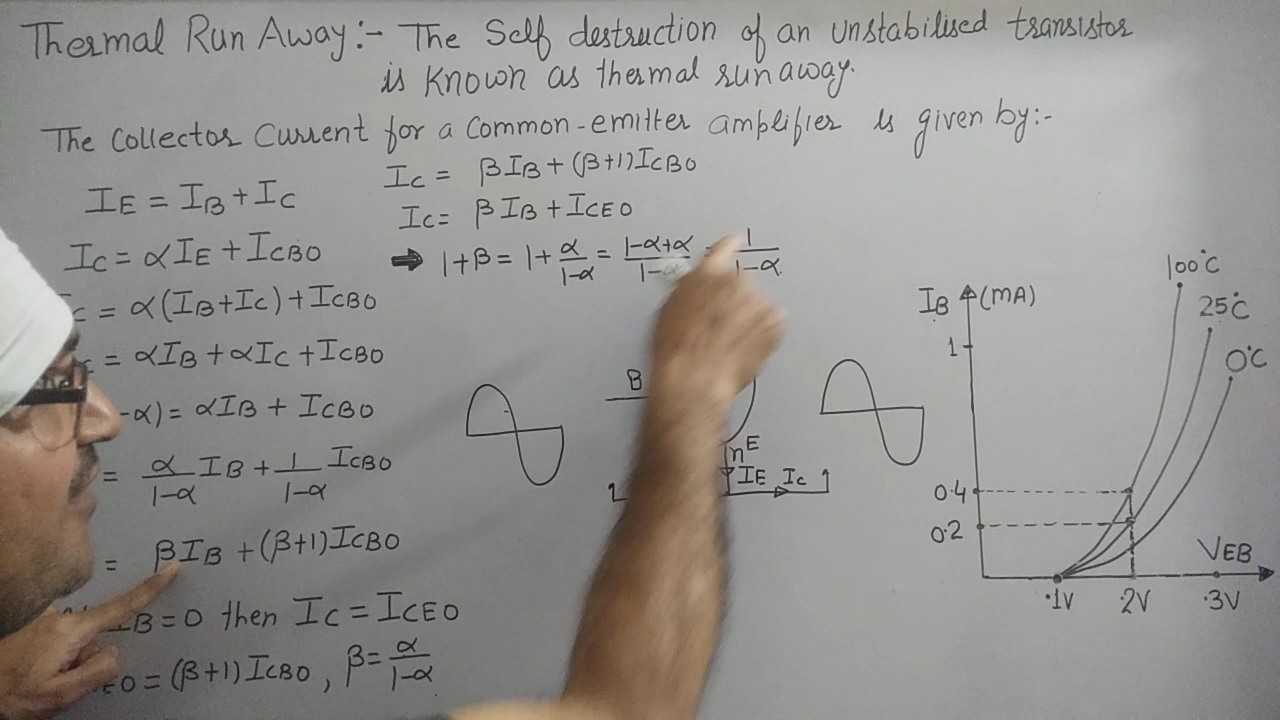 Thermal Run Away:- The Self destruction of an unstabilised transistor
is known as thermal runaway.
The Collector Current for a Common-emitter amplifier is given by:-
IC = βIB + (β+1)ICBO
IC = βIB + ICEO
➡ 1+β = 1+ α/1-α = 1-α+α/1- = 1/1-α
IE = IB + IC
IC = αIE + ICBO
C = α(IB+IC) + ICBO
= αIB + αIC + ICBO
-α) = αIB + ICBO
= α/1-α IB + 1/1-α ICBO
= βIB + (β+1)ICBO
IB = 0 then IC = ICEO
EO = (β+1)ICBO, β = α/1-α
B
E
IE IC
IB (mA)
100°C
25°C
0°C
1
0.4
0.2
VEB
.1V .2V .3V